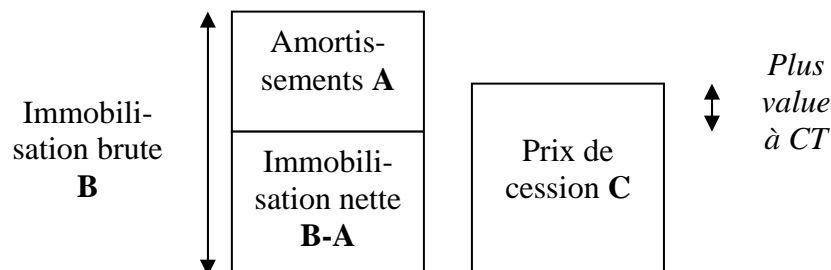 Immobili-
sation brute
B
Amortis-
sements A
Immobili-
sation nette
B-A
Prix de
cession C
Plus
value
à CT